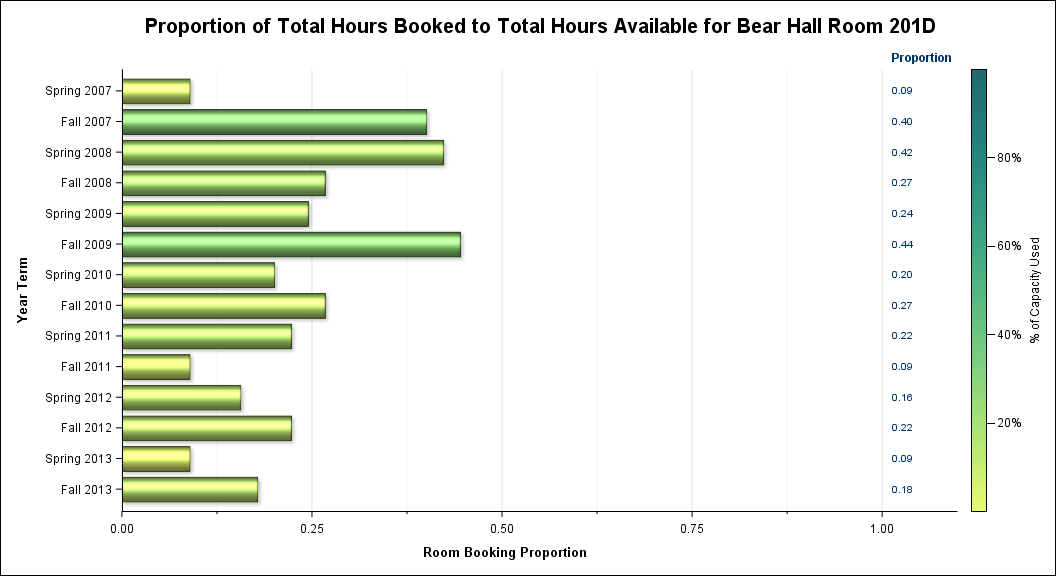 Proportion of Total Hours Booked to Total Hours Available for Bear Hall Room 201D
Proportion
Spring 2007 0.09
Fall 2007 0.40
Spring 2008 0.42
Fall 2008 0.27
Spring 2009 0.24
Fall 2009 0.44
Spring 2010 0.20
Fall 2010 0.27
Spring 2011 0.22
Fall 2011 0.09
Spring 2012 0.16
Fall 2012 0.22
Spring 2013 0.09
Fall 2013 0.18
Year Term
0.00 0.25 0.50 0.75 1.00
Room Booking Proportion
80%
60%
40%
20%
% of Capacity Used